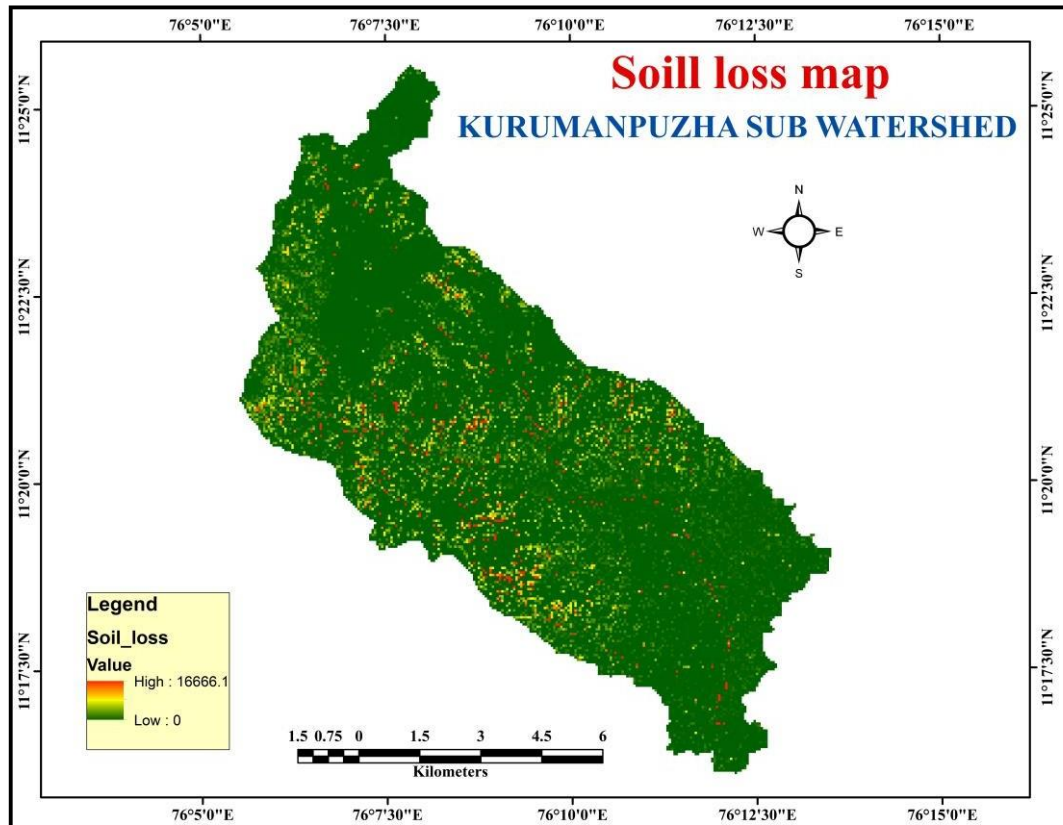 76°5'0"E 76°7'30"E 76°10'0"E 76°12'30"E 76°15'0"E
Soill loss map
KURUMANPUZHA SUB WATERSHED
11°25'0"N 11°25'0"N
N
W E
S
11°22'30"N 11°22'30"N
11°20'0"N 11°20'0"N
11°17'30"N 11°17'30"N
Legend
Soil_loss
Value
High : 16666.1
Low : 0
1.5 0.75 0 1.5 3 4.5 6
Kilometers
76°5'0"E 76°7'30"E 76°10'0"E 76°12'30"E 76°15'0"E